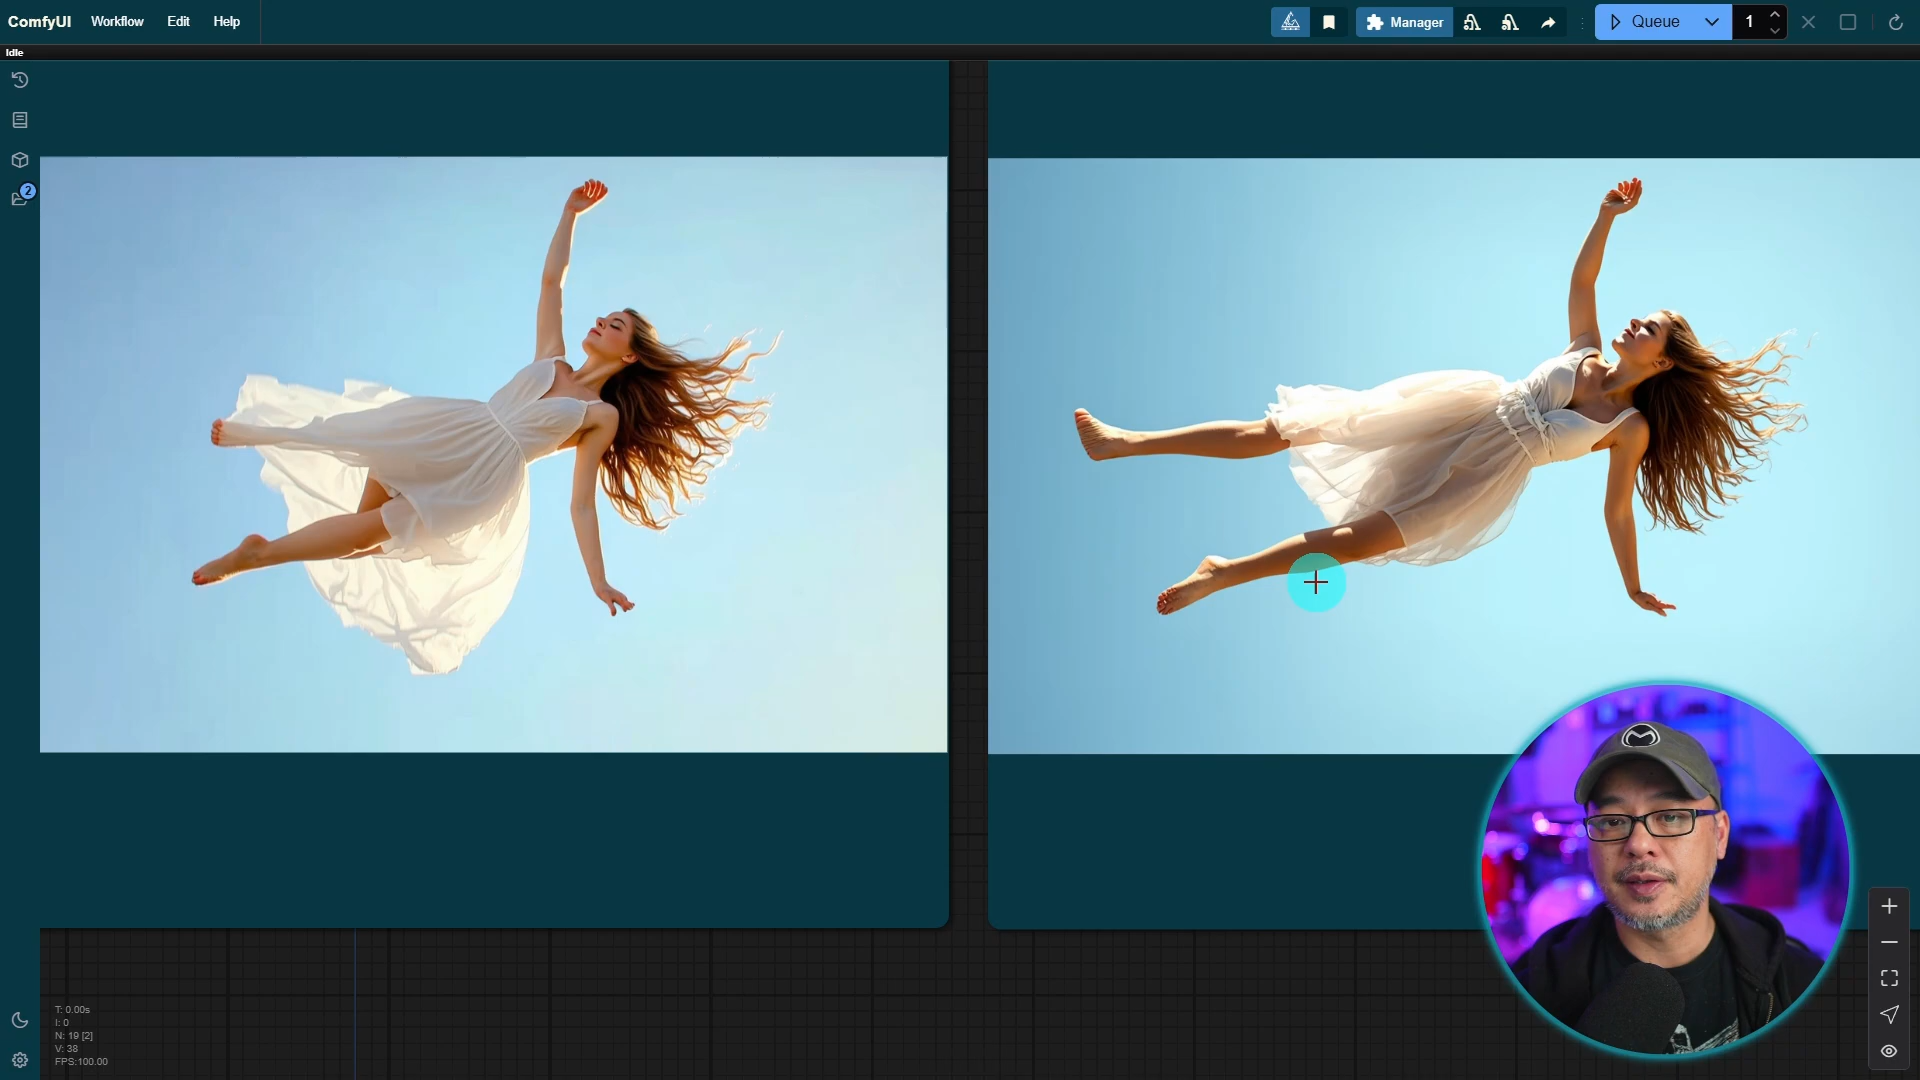 ComfyUI Workflow Edit Help Manager Queue 1
Idle
2
T: 0.00s
I: 0
N: 19 [2]
V: 38
FPS:100.00